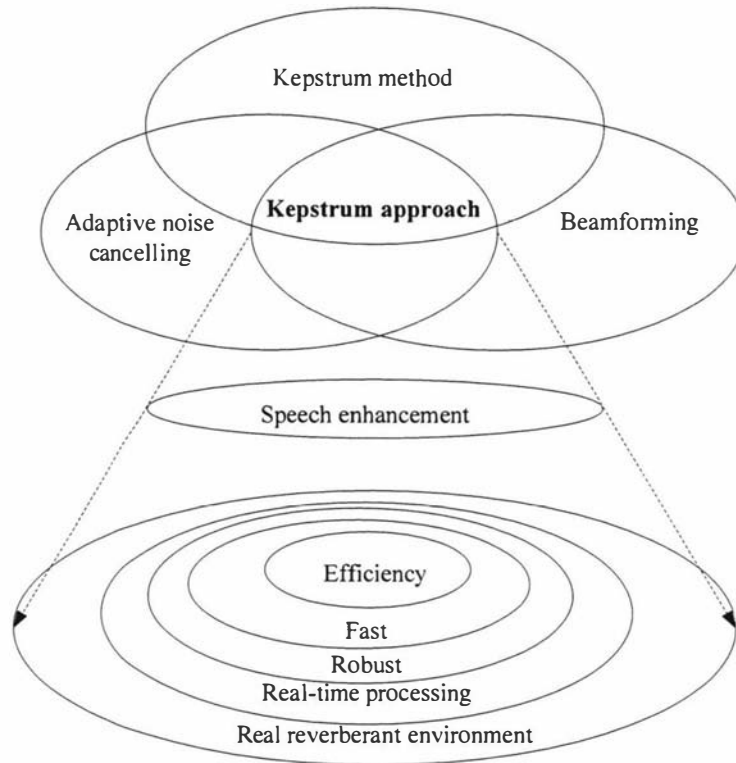 Kepstrum method
Kepstrum approach
Adaptive noise
cancelling
Beamforming
Speech enhancement
Efficiency
Fast
Robust
Real-time processing
Real reverberant environment